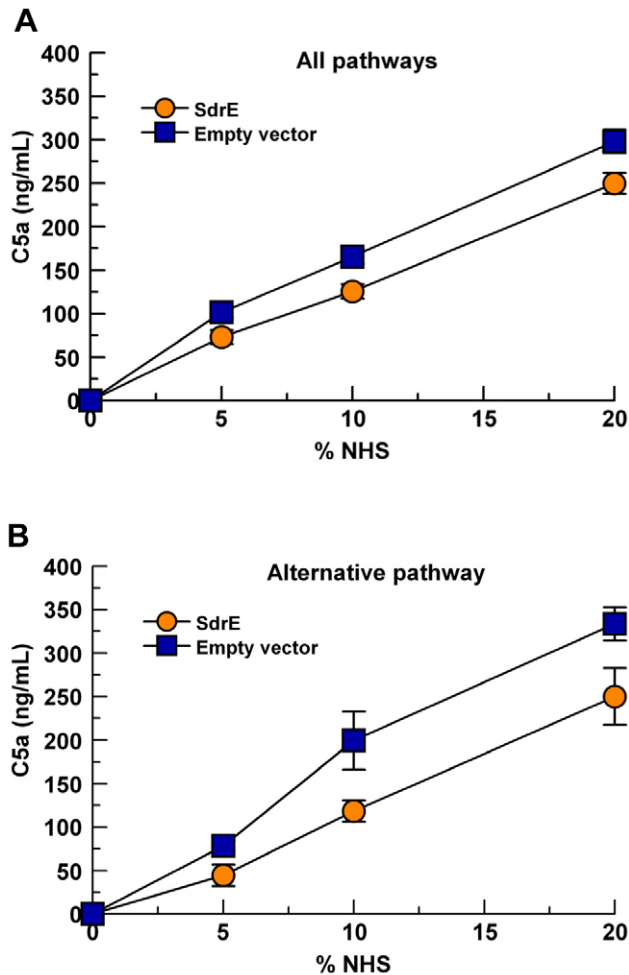 A
All pathways
400
350
300
250
200
150
100
50
0
C5a (ng/mL)
SdrE
Empty vector
0 5 10 15 20
% NHS
B
Alternative pathway
400
350
300
250
200
150
100
50
0
C5a (ng/mL)
SdrE
Empty vector
0 5 10 15 20
% NHS